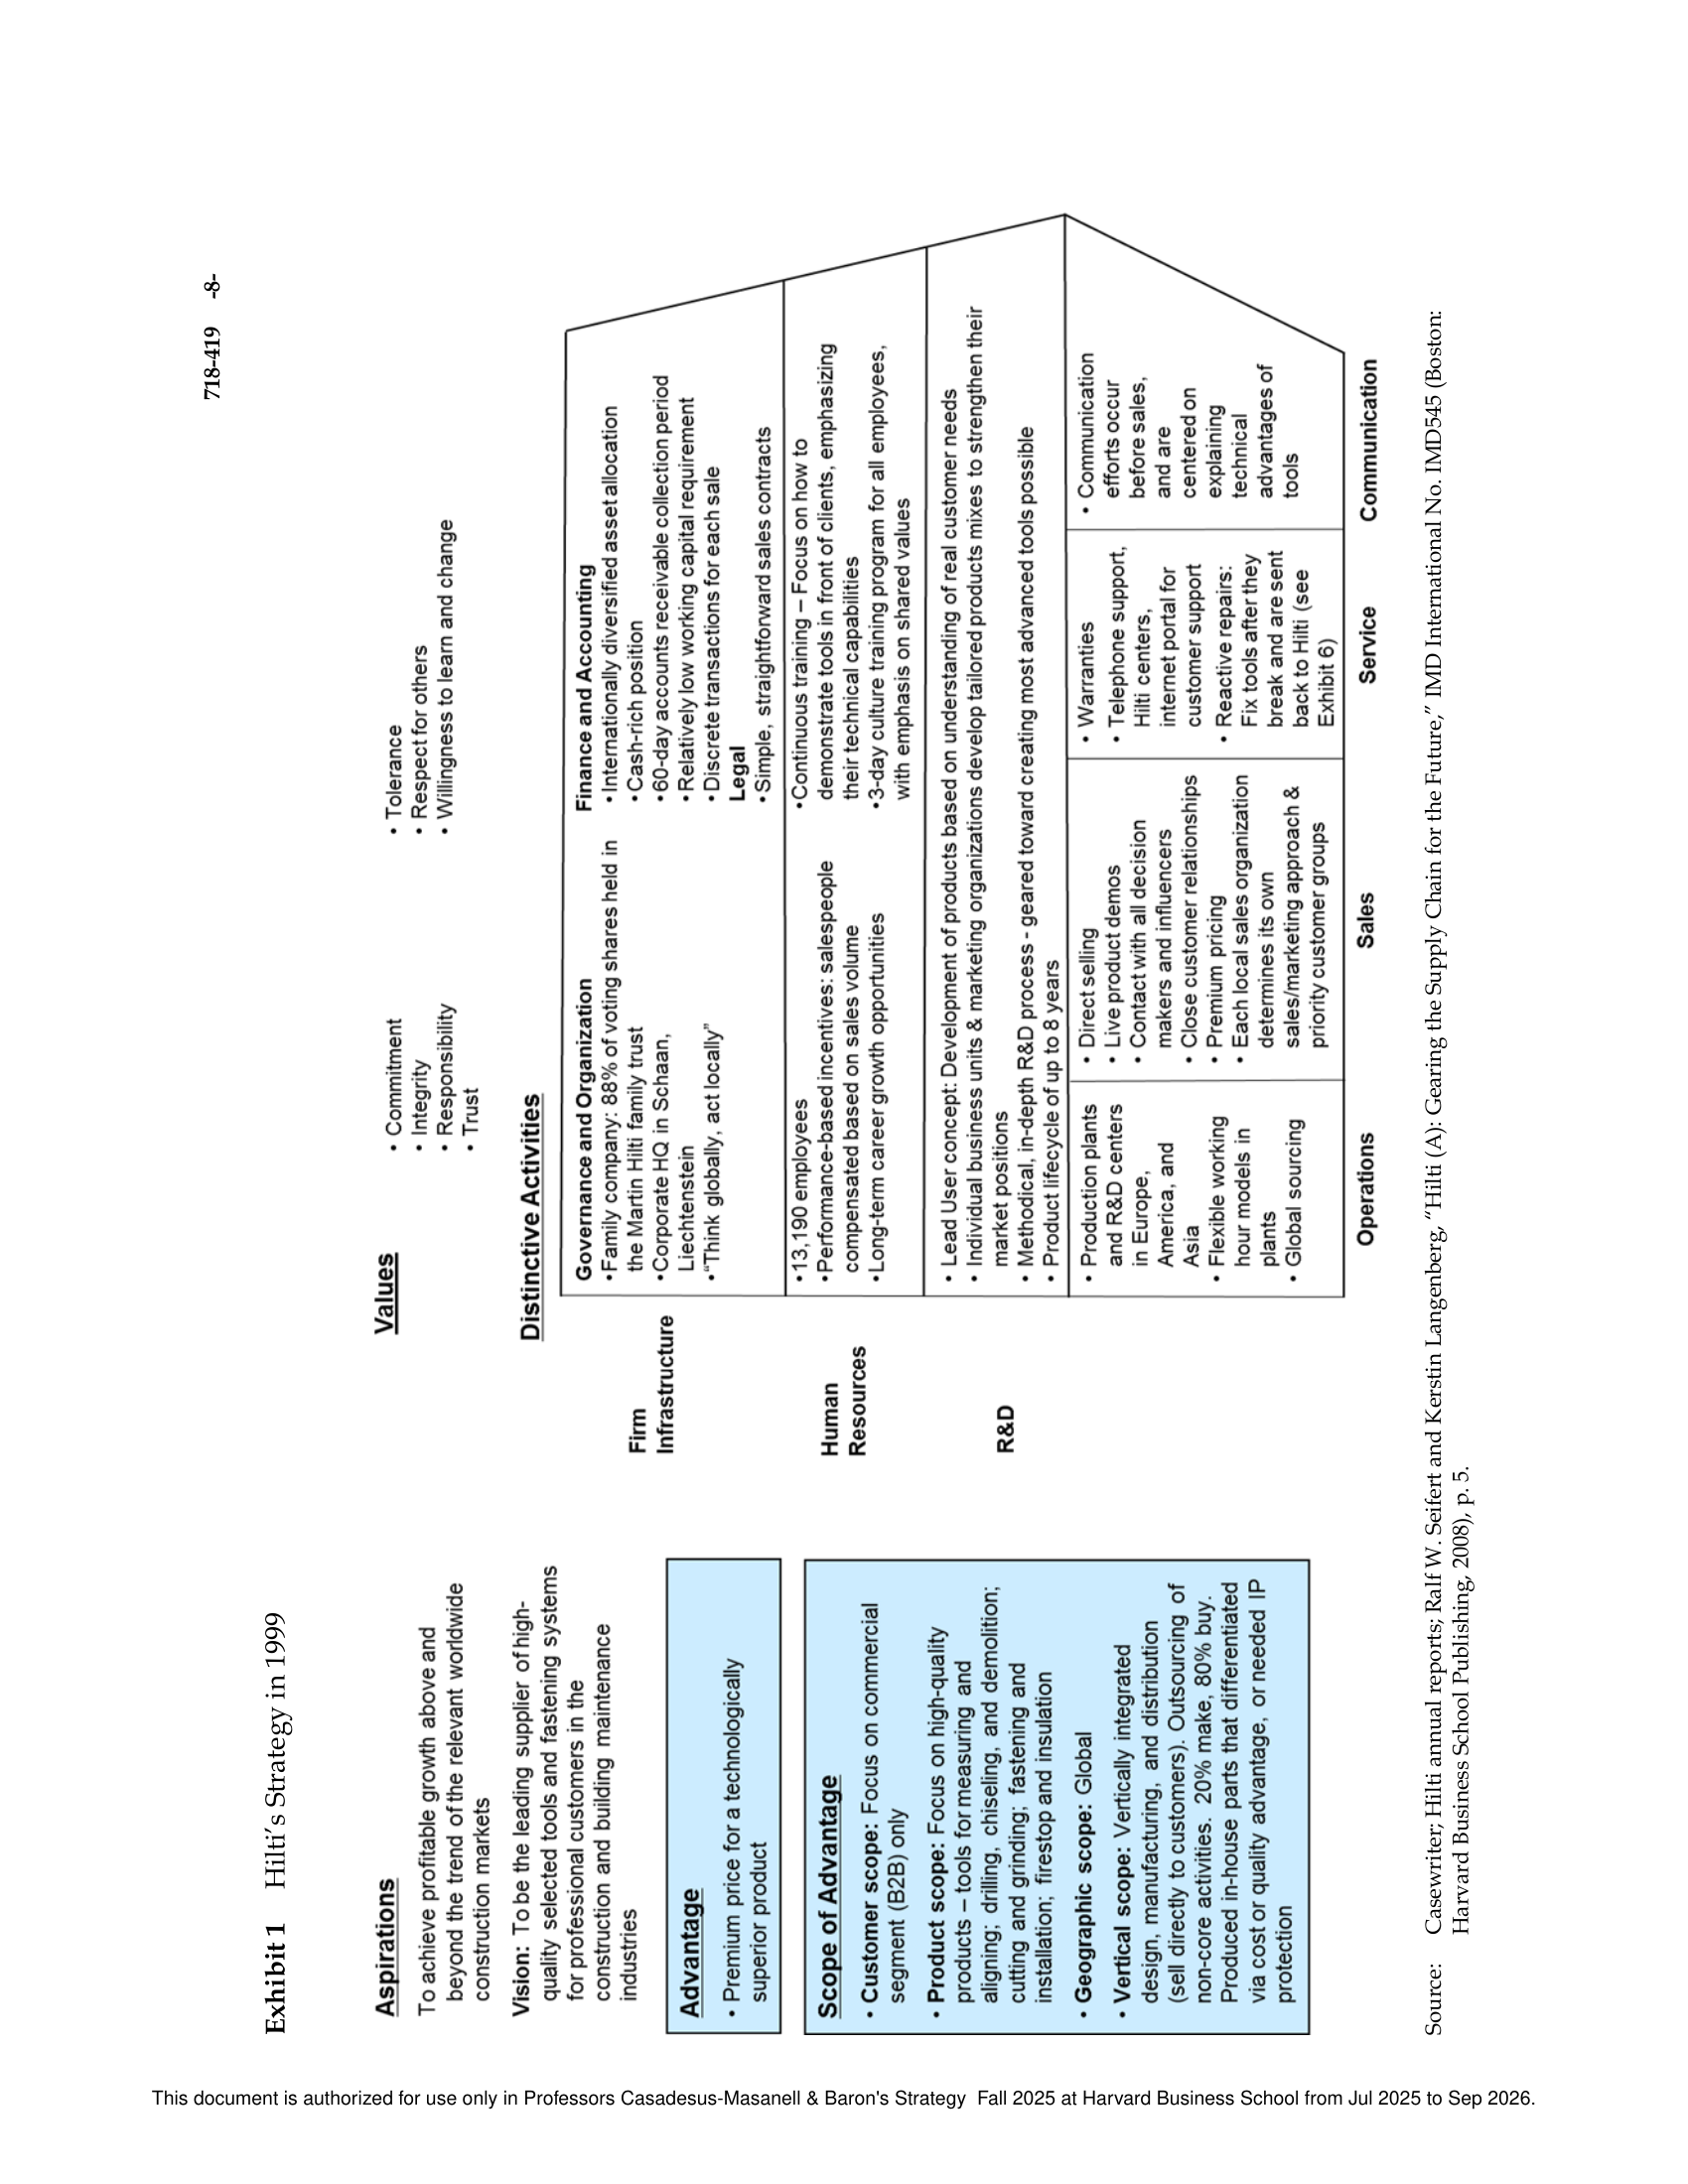 718-419 -8-
Exhibit 1 Hilti’s Strategy in 1999
Aspirations
To achieve profitable growth above and
beyond the trend of the relevant worldwide
construction markets
Vision: To be the leading supplier of high-
quality selected tools and fastening systems
for professional customers in the
construction and building maintenance
industries
Advantage
• Premium price for a technologically
superior product
Scope of Advantage
• Customer scope: Focus on commercial
segment (B2B) only
• Product scope: Focus on high-quality
products – tools for measuring and
aligning; drilling, chiseling, and demolition;
cutting and grinding; fastening and
installation; firestop and insulation
• Geographic scope: Global
• Vertical scope: Vertically integrated
design, manufacturing, and distribution
(sell directly to customers). Outsourcing of
non-core activities. 20% make, 80% buy.
Produced in-house parts that differentiated
via cost or quality advantage, or needed IP
protection
Values
• Commitment
• Integrity
• Responsibility
• Trust
• Tolerance
• Respect for others
• Willingness to learn and change
Distinctive Activities
Firm
Infrastructure
Governance and Organization
•Family company: 88% of voting shares held in
the Martin Hilti family trust
•Corporate HQ in Schaan,
Liechtenstein
•“Think globally, act locally”
Finance and Accounting
•Internationally diversified asset allocation
•Cash-rich position
•60-day accounts receivable collection period
•Relatively low working capital requirement
•Discrete transactions for each sale
Legal
•Simple, straightforward sales contracts
Human
Resources
•13,190 employees
•Performance-based incentives: salespeople
compensated based on sales volume
•Long-term career growth opportunities
•Continuous training – Focus on how to
demonstrate tools in front of clients, emphasizing
their technical capabilities
•3-day culture training program for all employees,
with emphasis on shared values
R&D
• Lead User concept: Development of products based on understanding of real customer needs
• Individual business units & marketing organizations develop tailored products mixes to strengthen their
market positions
• Methodical, in-depth R&D process - geared toward creating most advanced tools possible
• Product lifecycle of up to 8 years
• Production plants
and R&D centers
in Europe,
America, and
Asia
• Flexible working
hour models in
plants
• Global sourcing
Operations
• Direct selling
• Live product demos
• Contact with all decision
makers and influencers
• Close customer relationships
• Premium pricing
• Each local sales organization
determines its own
sales/marketing approach &
priority customer groups
Sales
• Warranties
• Telephone support,
Hilti centers,
internet portal for
customer support
• Reactive repairs:
Fix tools after they
break and are sent
back to Hilti (see
Exhibit 6)
Service
• Communication
efforts occur
before sales,
and are
centered on
explaining
technical
advantages of
tools
Communication
Source: Casewriter; Hilti annual reports; Ralf W. Seifert and Kerstin Langenberg, “Hilti (A): Gearing the Supply Chain for the Future,” IMD International No. IMD545 (Boston:
Harvard Business School Publishing, 2008), p. 5.
This document is authorized for use only in Professors Casadesus-Masanell & Baron's Strategy Fall 2025 at Harvard Business School from Jul 2025 to Sep 2026.